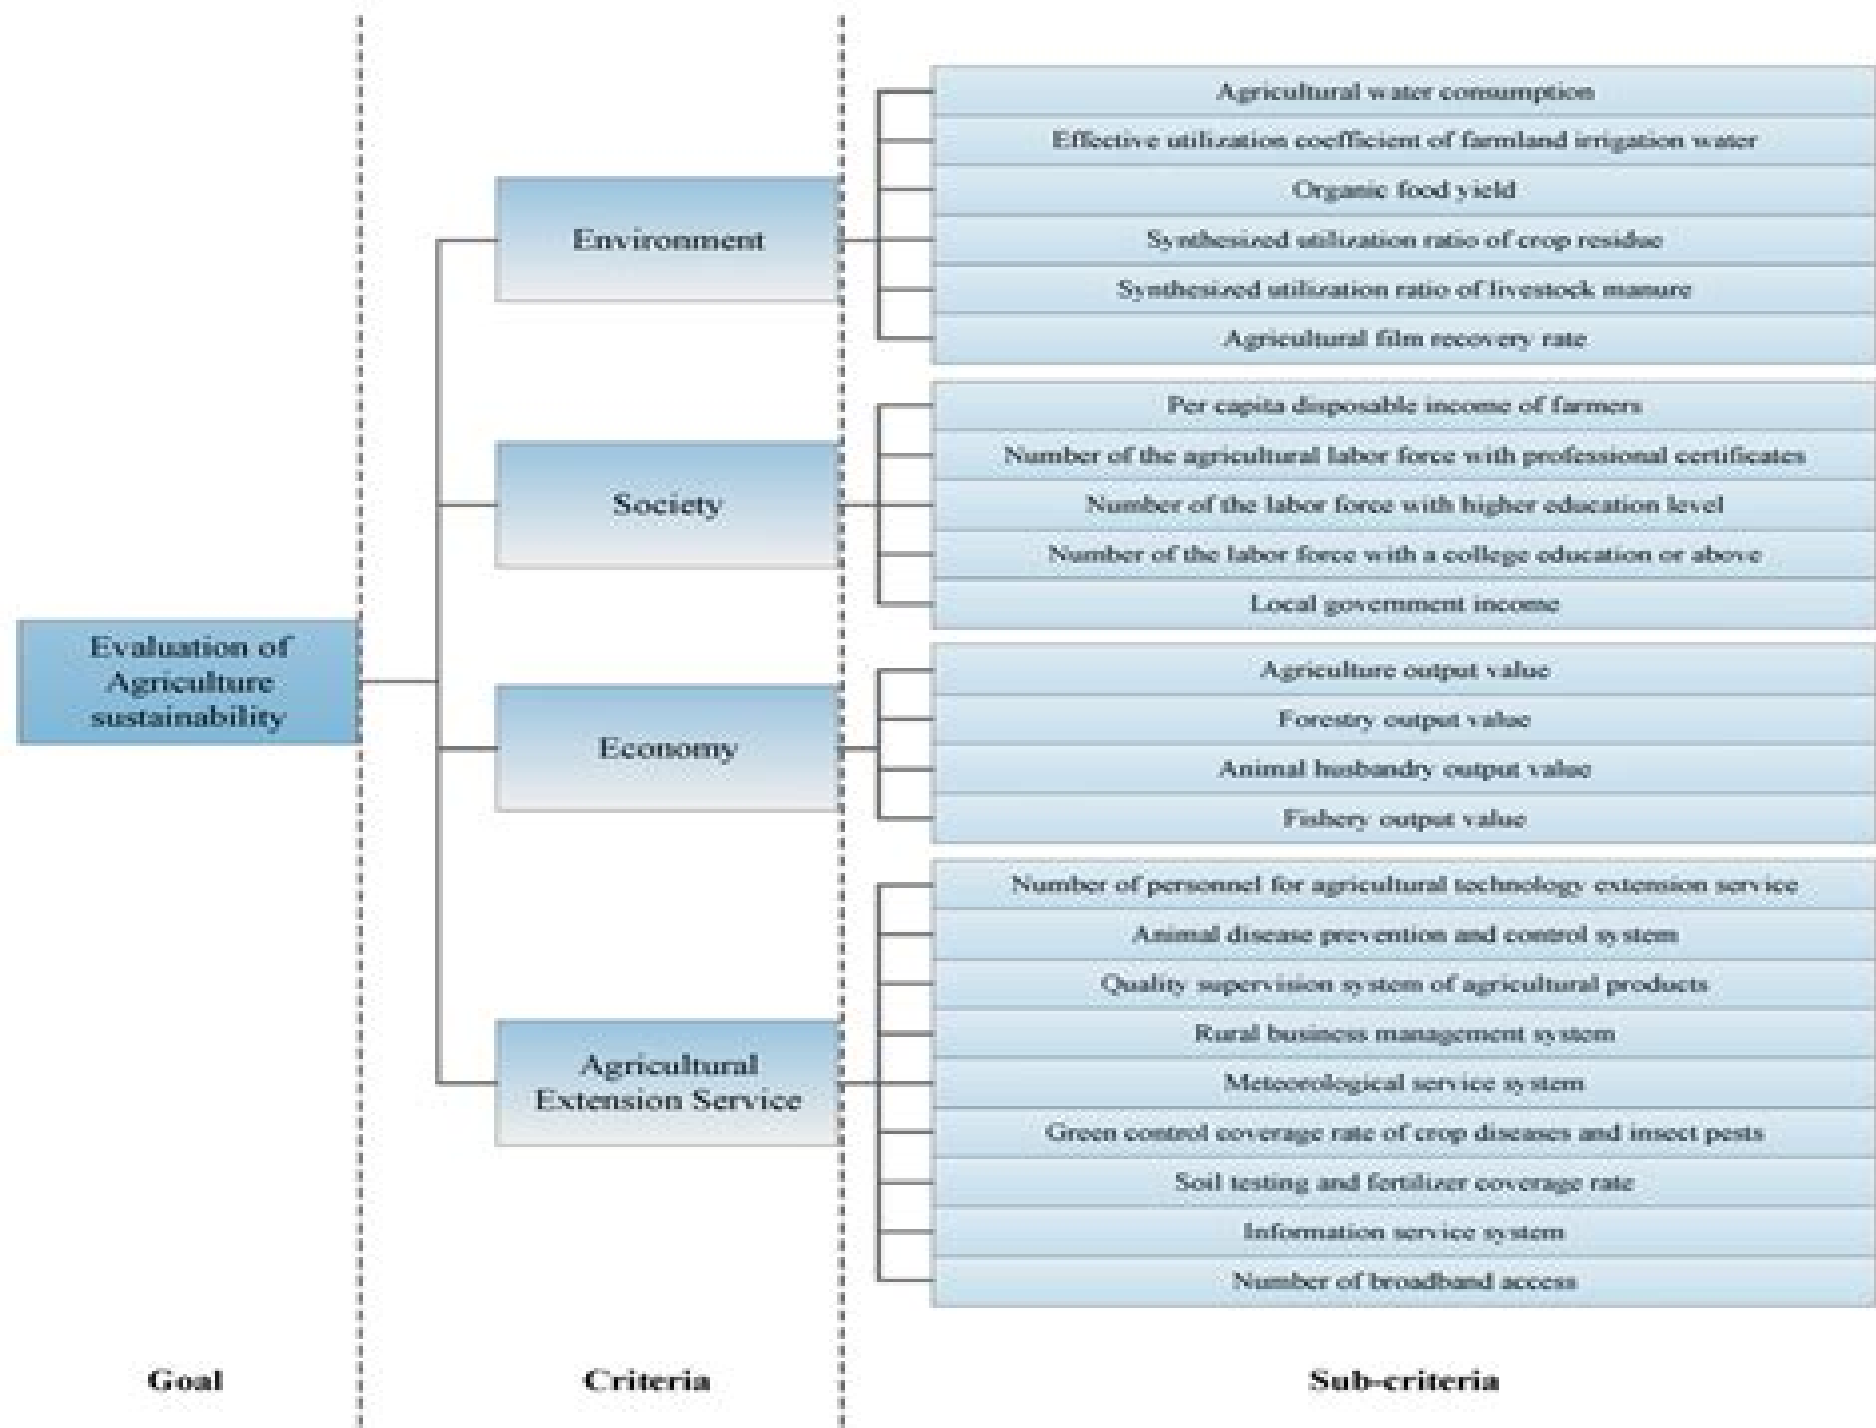 Evaluation of
Agriculture
sustainability
Environment
Agricultural water consumption
Effective utilization coefficient of farmland irrigation water
Organic food yield
Synthesized utilization ratio of crop residue
Synthesized utilization ratio of livestock manure
Agricultural film recovery rate
Society
Per capita disposable income of farmers
Number of the agricultural labor force with professional certificates
Number of the labor force with higher education level
Number of the labor force with a college education or above
Local government income
Economy
Agriculture output value
Forestry output value
Animal husbandry output value
Fishery output value
Agricultural
Extension Service
Number of personnel for agricultural technology extension service
Animal disease prevention and control system
Quality supervision system of agricultural products
Rural business management system
Meteorological service system
Green control coverage rate of crop diseases and insect pests
Soil testing and fertilizer coverage rate
Information service system
Number of broadband access
Goal
Criteria
Sub-criteria